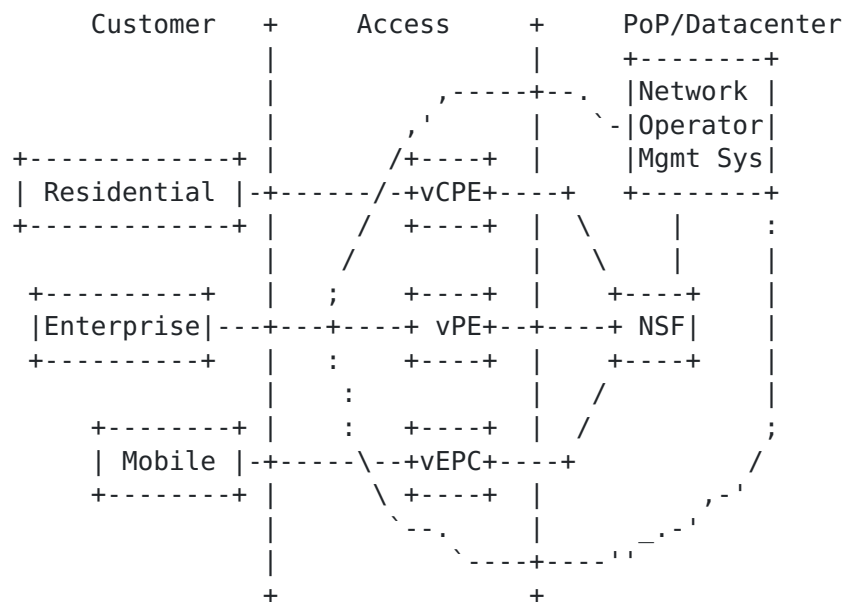 Customer Access PoP/Datacenter
Network
Operator
Mgmt Sys
Residential vCPE
Enterprise vPE NSF
Mobile vEPC